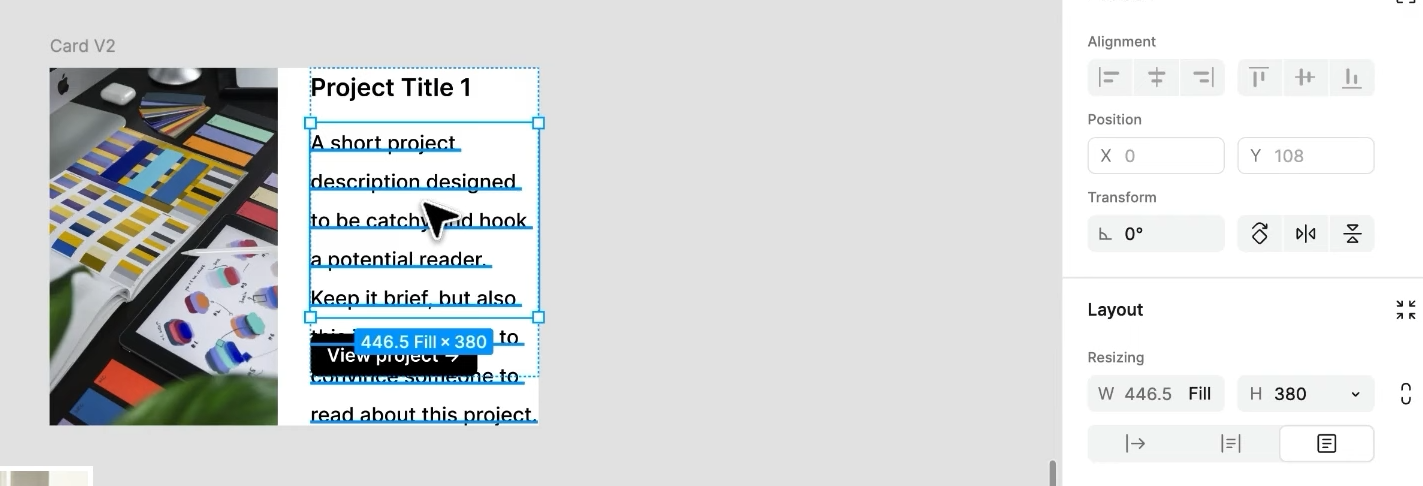 Card V2
Project Title 1
A short project
description designed
to be catchy and hook
a potential reader.
Keep it brief, but also
to
446.5 Fill × 380
View project →
convince someone to
read about this project.
Alignment
Position
X 0
Y 108
Transform
0°
Layout
Resizing
W 446.5 Fill
H 380